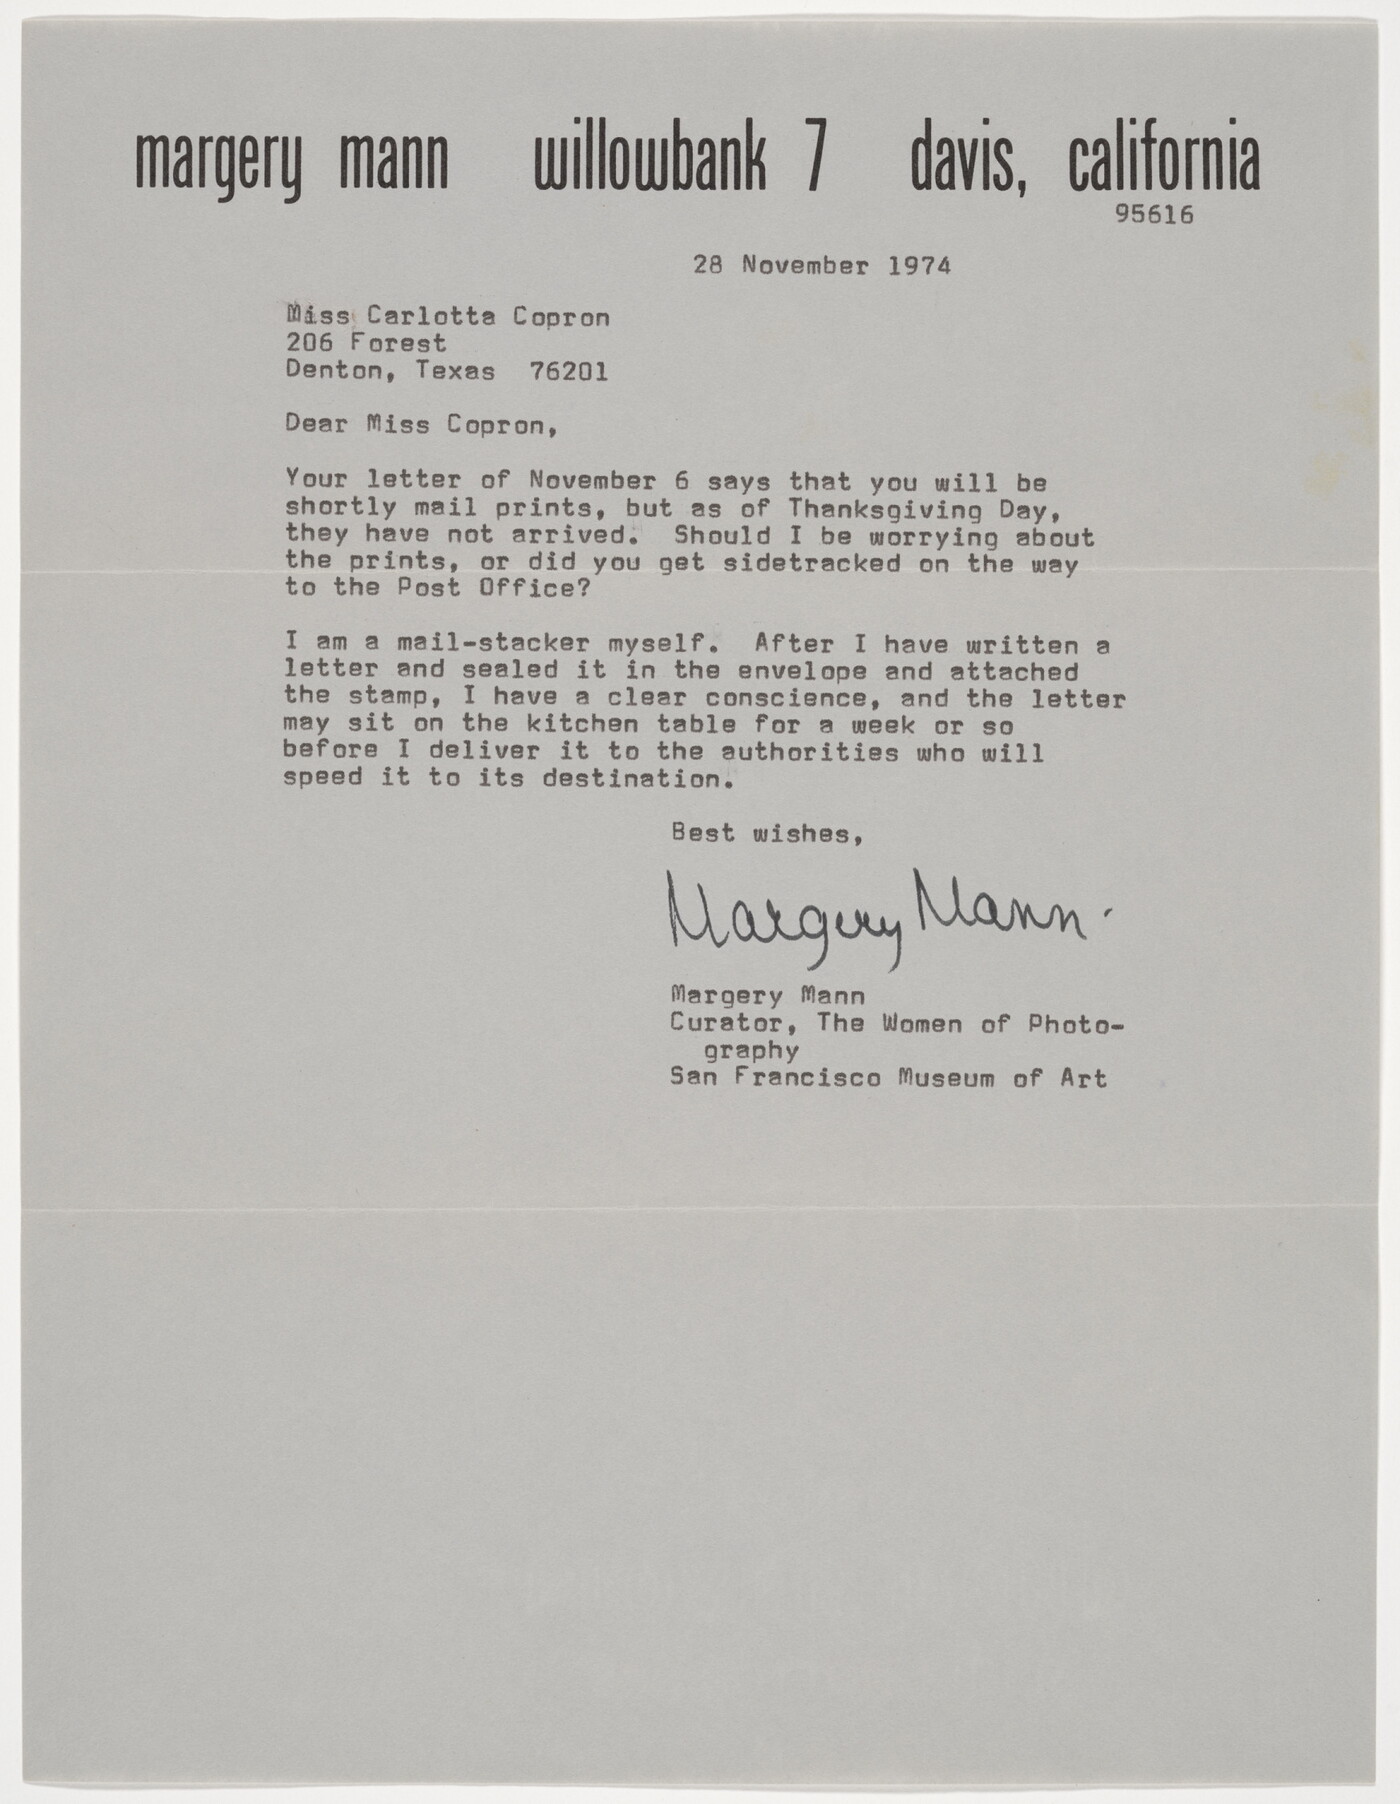 margery mann willowbank 7 davis, california
95616
28 November 1974
Miss Carlotta Copron
206 Forest
Denton, Texas 76201
Dear Miss Copron,
Your letter of November 6 says that you will be
shortly mail prints, but as of Thanksgiving Day,
they have not arrived. Should I be worrying about
the prints, or did you get sidetracked on the way
to the Post Office?
I am a mail-stacker myself. After I have written a
letter and sealed it in the envelope and attached
the stamp, I have a clear conscience, and the letter
may sit on the kitchen table for a week or so
before I deliver it to the authorities who will
speed it to its destination.
Best wishes,
Margery Mann
Margery Mann
Curator, The Women of Photo-
graphy
San Francisco Museum of Art